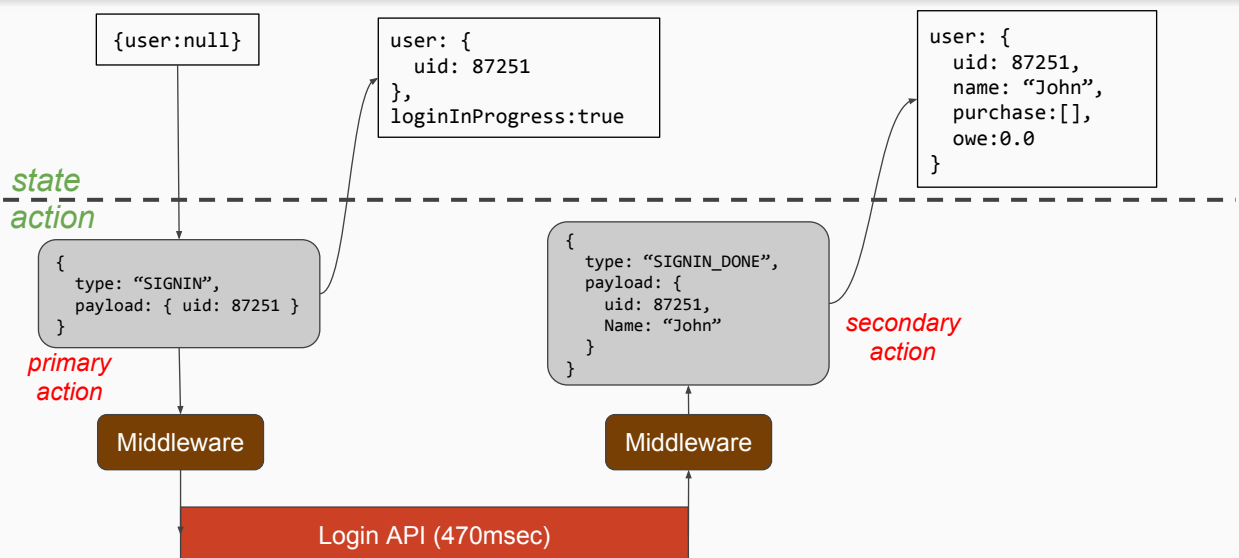 {user:null}
user: {
  uid: 87251
},
loginInProgress:true
user: {
  uid: 87251,
  name: “John”,
  purchase:[],
  owe:0.0
}
state
action
{
  type: “SIGNIN”,
  payload: { uid: 87251 }
}
primary
action
{
  type: “SIGNIN_DONE”,
  payload: {
    uid: 87251,
    Name: “John”
  }
}
secondary
action
Middleware
Middleware
Login API (470msec)